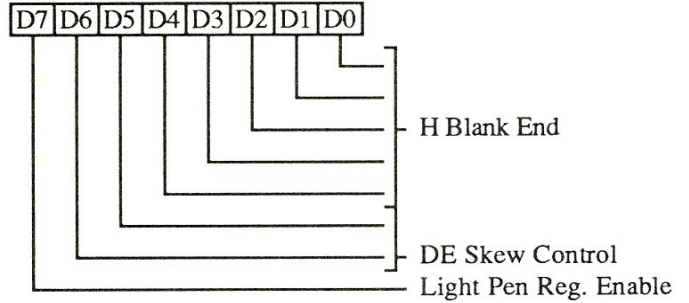 D7 D6 D5 D4 D3 D2 D1 D0
H Blank End
DE Skew Control
Light Pen Reg. Enable